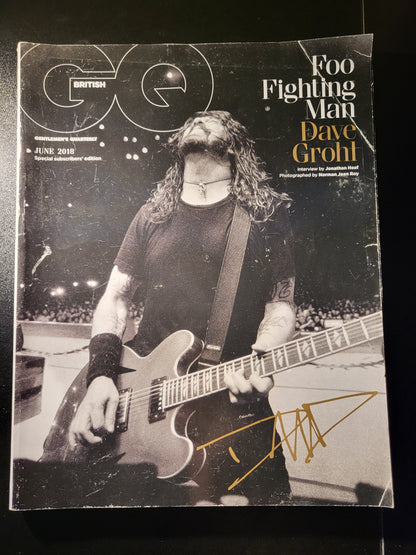 GQ
BRITISH
GENTLEMEN'S QUARTERLY
JUNE 2018
Special subscribers' edition
Foo
Fighting
Man
Dave
Grohl
Interview by Jonathan Heaf
Photographed by Norman Jean Roy